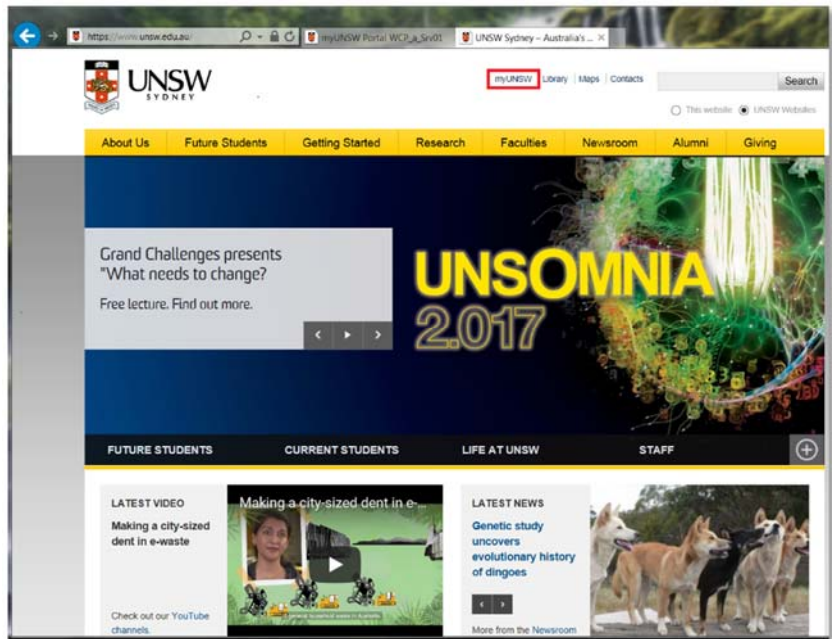 https://www.unsw.edu.au/
myUNSW Portal WCP_a_Srv01
UNSW Sydney – Australia's ...
UNSW
SYDNEY
myUNSW Library Maps Contacts
Search
This website UNSW Websites
About Us Future Students Getting Started Research Faculties Newsroom Alumni Giving
Grand Challenges presents
"What needs to change?
Free lecture. Find out more.
UNSOMNIA
2.017
FUTURE STUDENTS CURRENT STUDENTS LIFE AT UNSW STAFF
LATEST VIDEO
Making a city-sized
dent in e-waste
Check out our YouTube
channels.
Making a city-sized dent in e-...
LATEST NEWS
Genetic study
uncovers
evolutionary history
of dingoes
More from the Newsroom